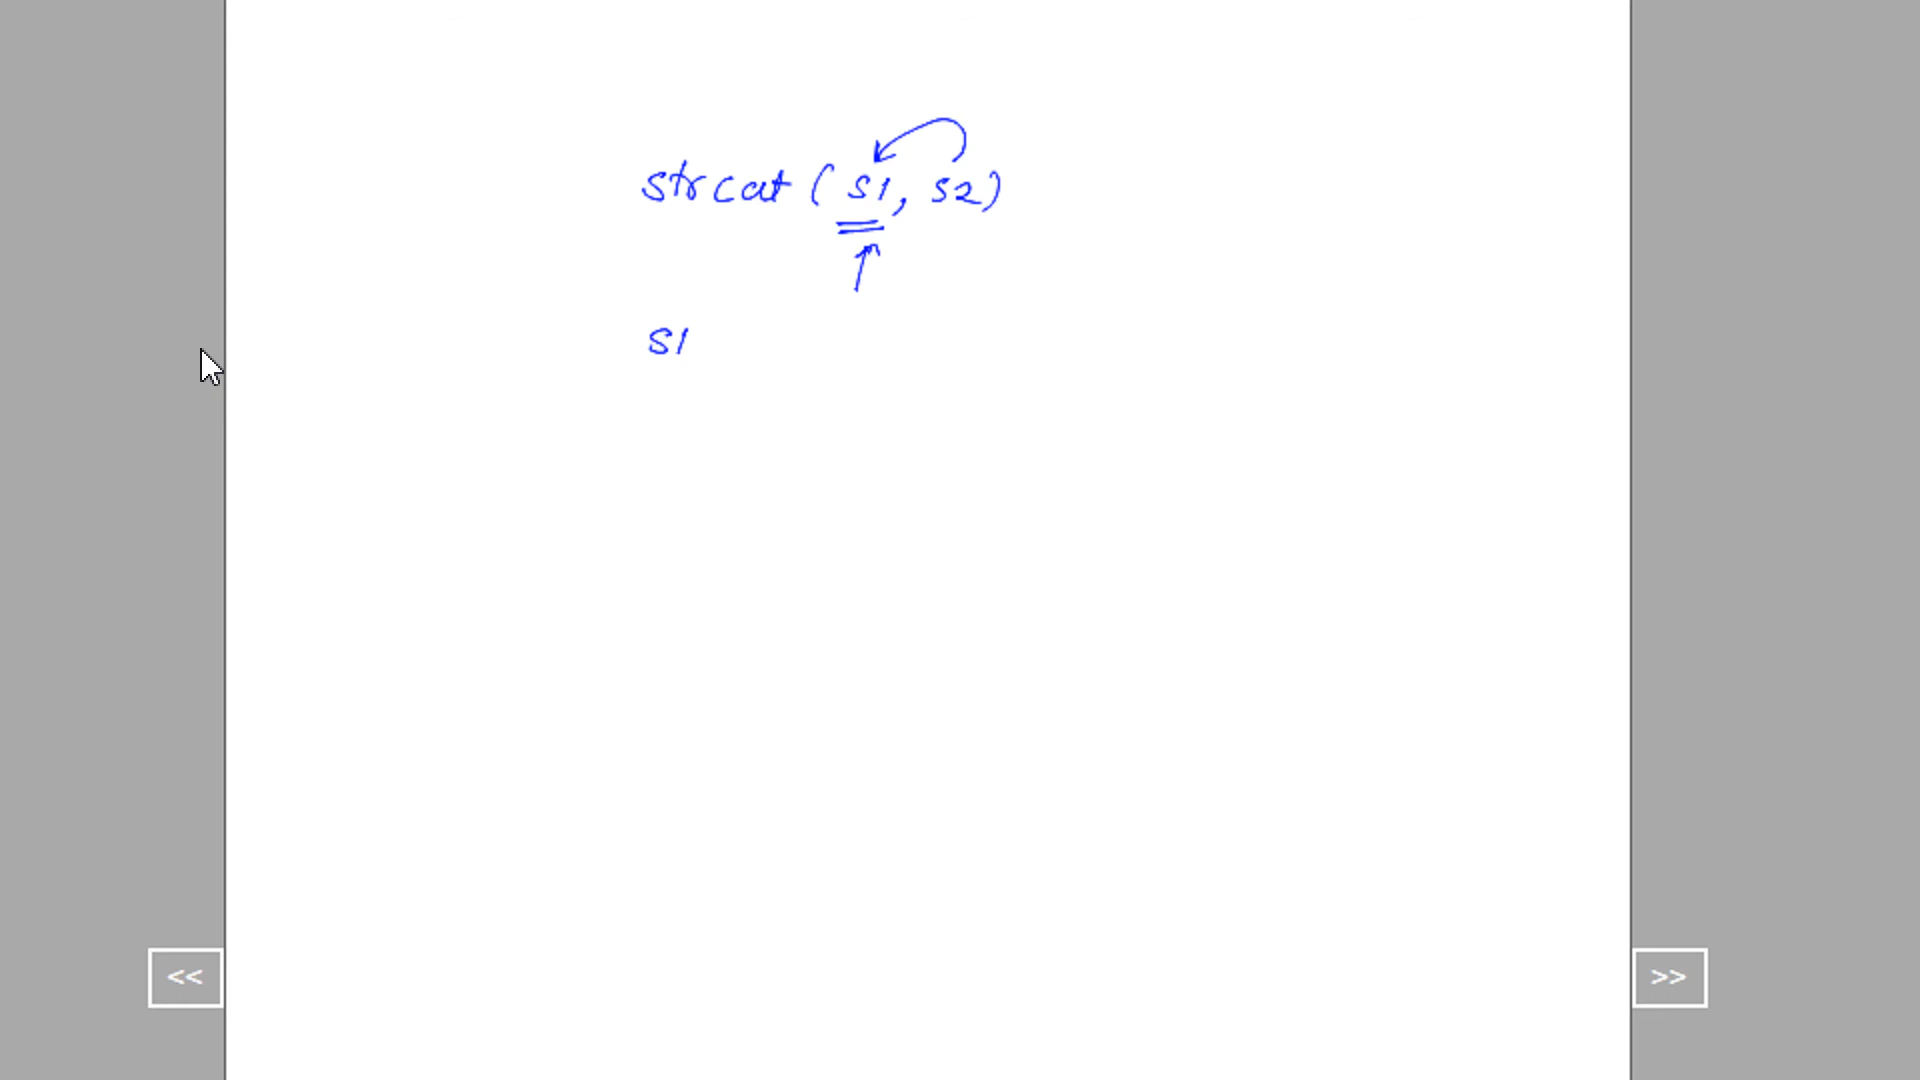 strcat (s1, s2)
s1
<<
>>